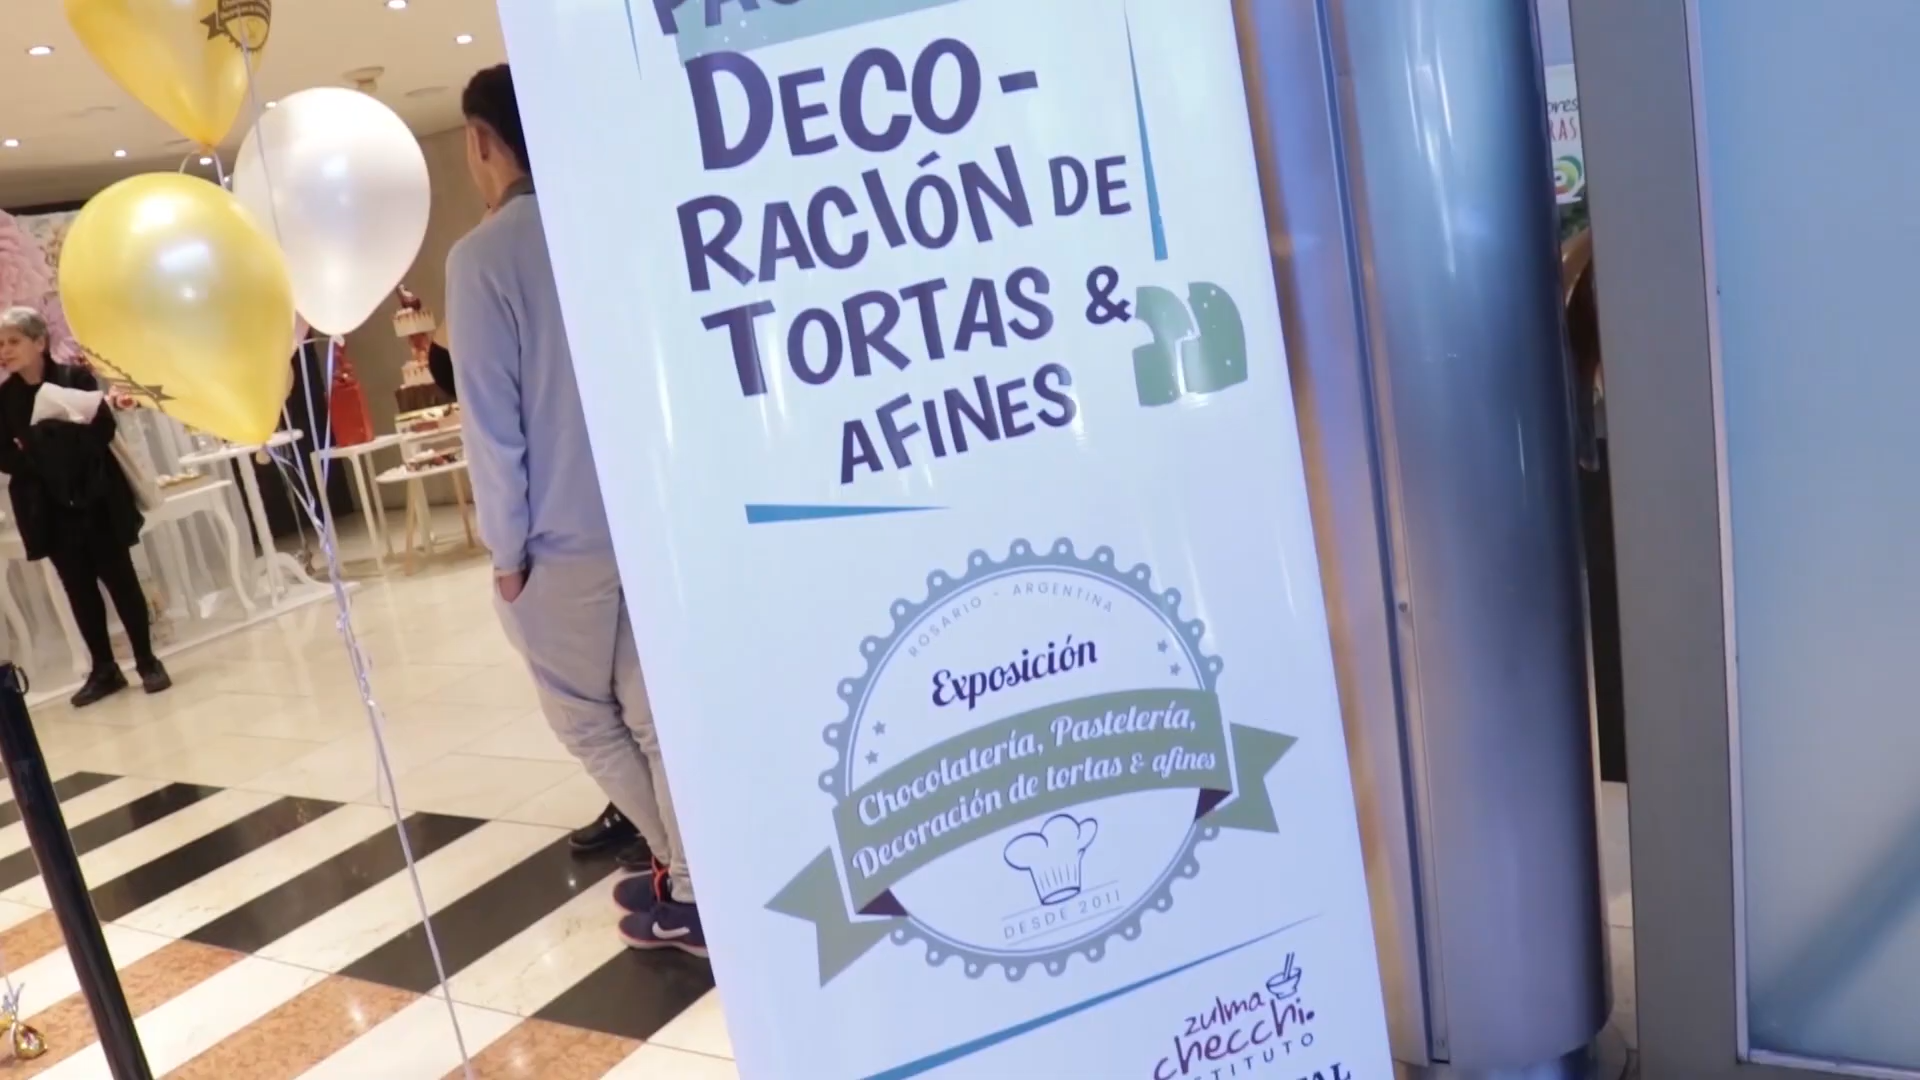 DECO-
RACIÓN DE
TORTAS &
AFINES
ROSARIO - ARGENTINA
Exposición
Chocolatería, Pastelería,
Decoración de tortas & afines
DESDE 2011
zulma
checchi.